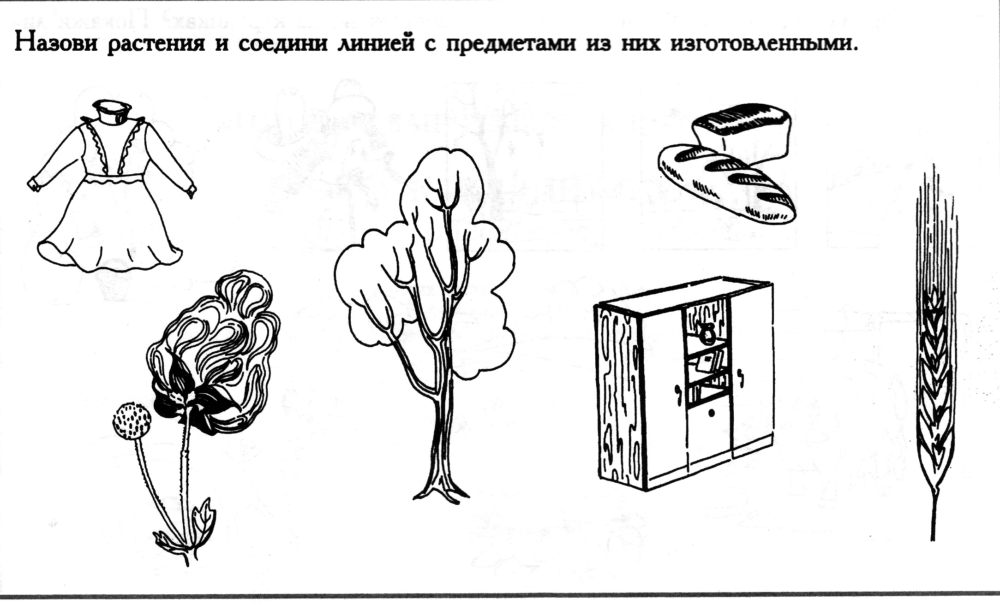 Назови растения и соедини линией с предметами из них изготовленными.